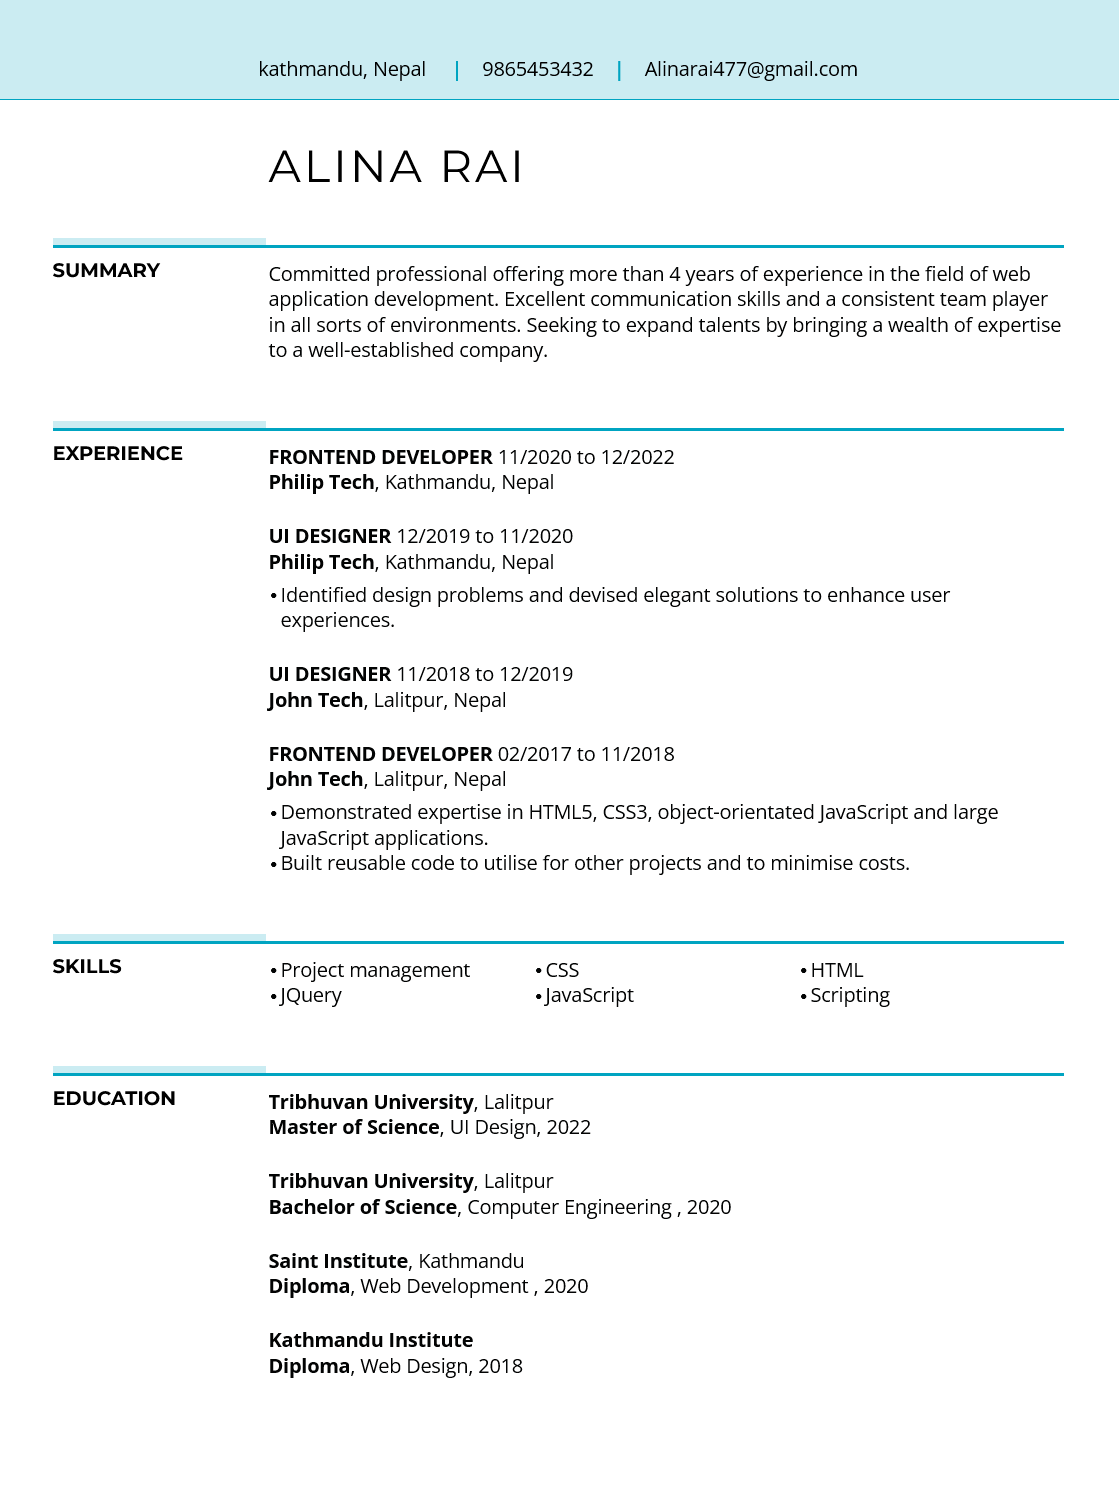 kathmandu, Nepal | 9865453432 | Alinarai477@gmail.com
ALINA RAI
SUMMARY
Committed professional offering more than 4 years of experience in the field of web
application development. Excellent communication skills and a consistent team player
in all sorts of environments. Seeking to expand talents by bringing a wealth of expertise
to a well-established company.
EXPERIENCE
FRONTEND DEVELOPER 11/2020 to 12/2022
Philip Tech, Kathmandu, Nepal
UI DESIGNER 12/2019 to 11/2020
Philip Tech, Kathmandu, Nepal
• Identified design problems and devised elegant solutions to enhance user
experiences.
UI DESIGNER 11/2018 to 12/2019
John Tech, Lalitpur, Nepal
FRONTEND DEVELOPER 02/2017 to 11/2018
John Tech, Lalitpur, Nepal
• Demonstrated expertise in HTML5, CSS3, object-orientated JavaScript and large
JavaScript applications.
• Built reusable code to utilise for other projects and to minimise costs.
SKILLS
• Project management • CSS • HTML
• JQuery • JavaScript • Scripting
EDUCATION
Tribhuvan University, Lalitpur
Master of Science, UI Design, 2022
Tribhuvan University, Lalitpur
Bachelor of Science, Computer Engineering , 2020
Saint Institute, Kathmandu
Diploma, Web Development , 2020
Kathmandu Institute
Diploma, Web Design, 2018